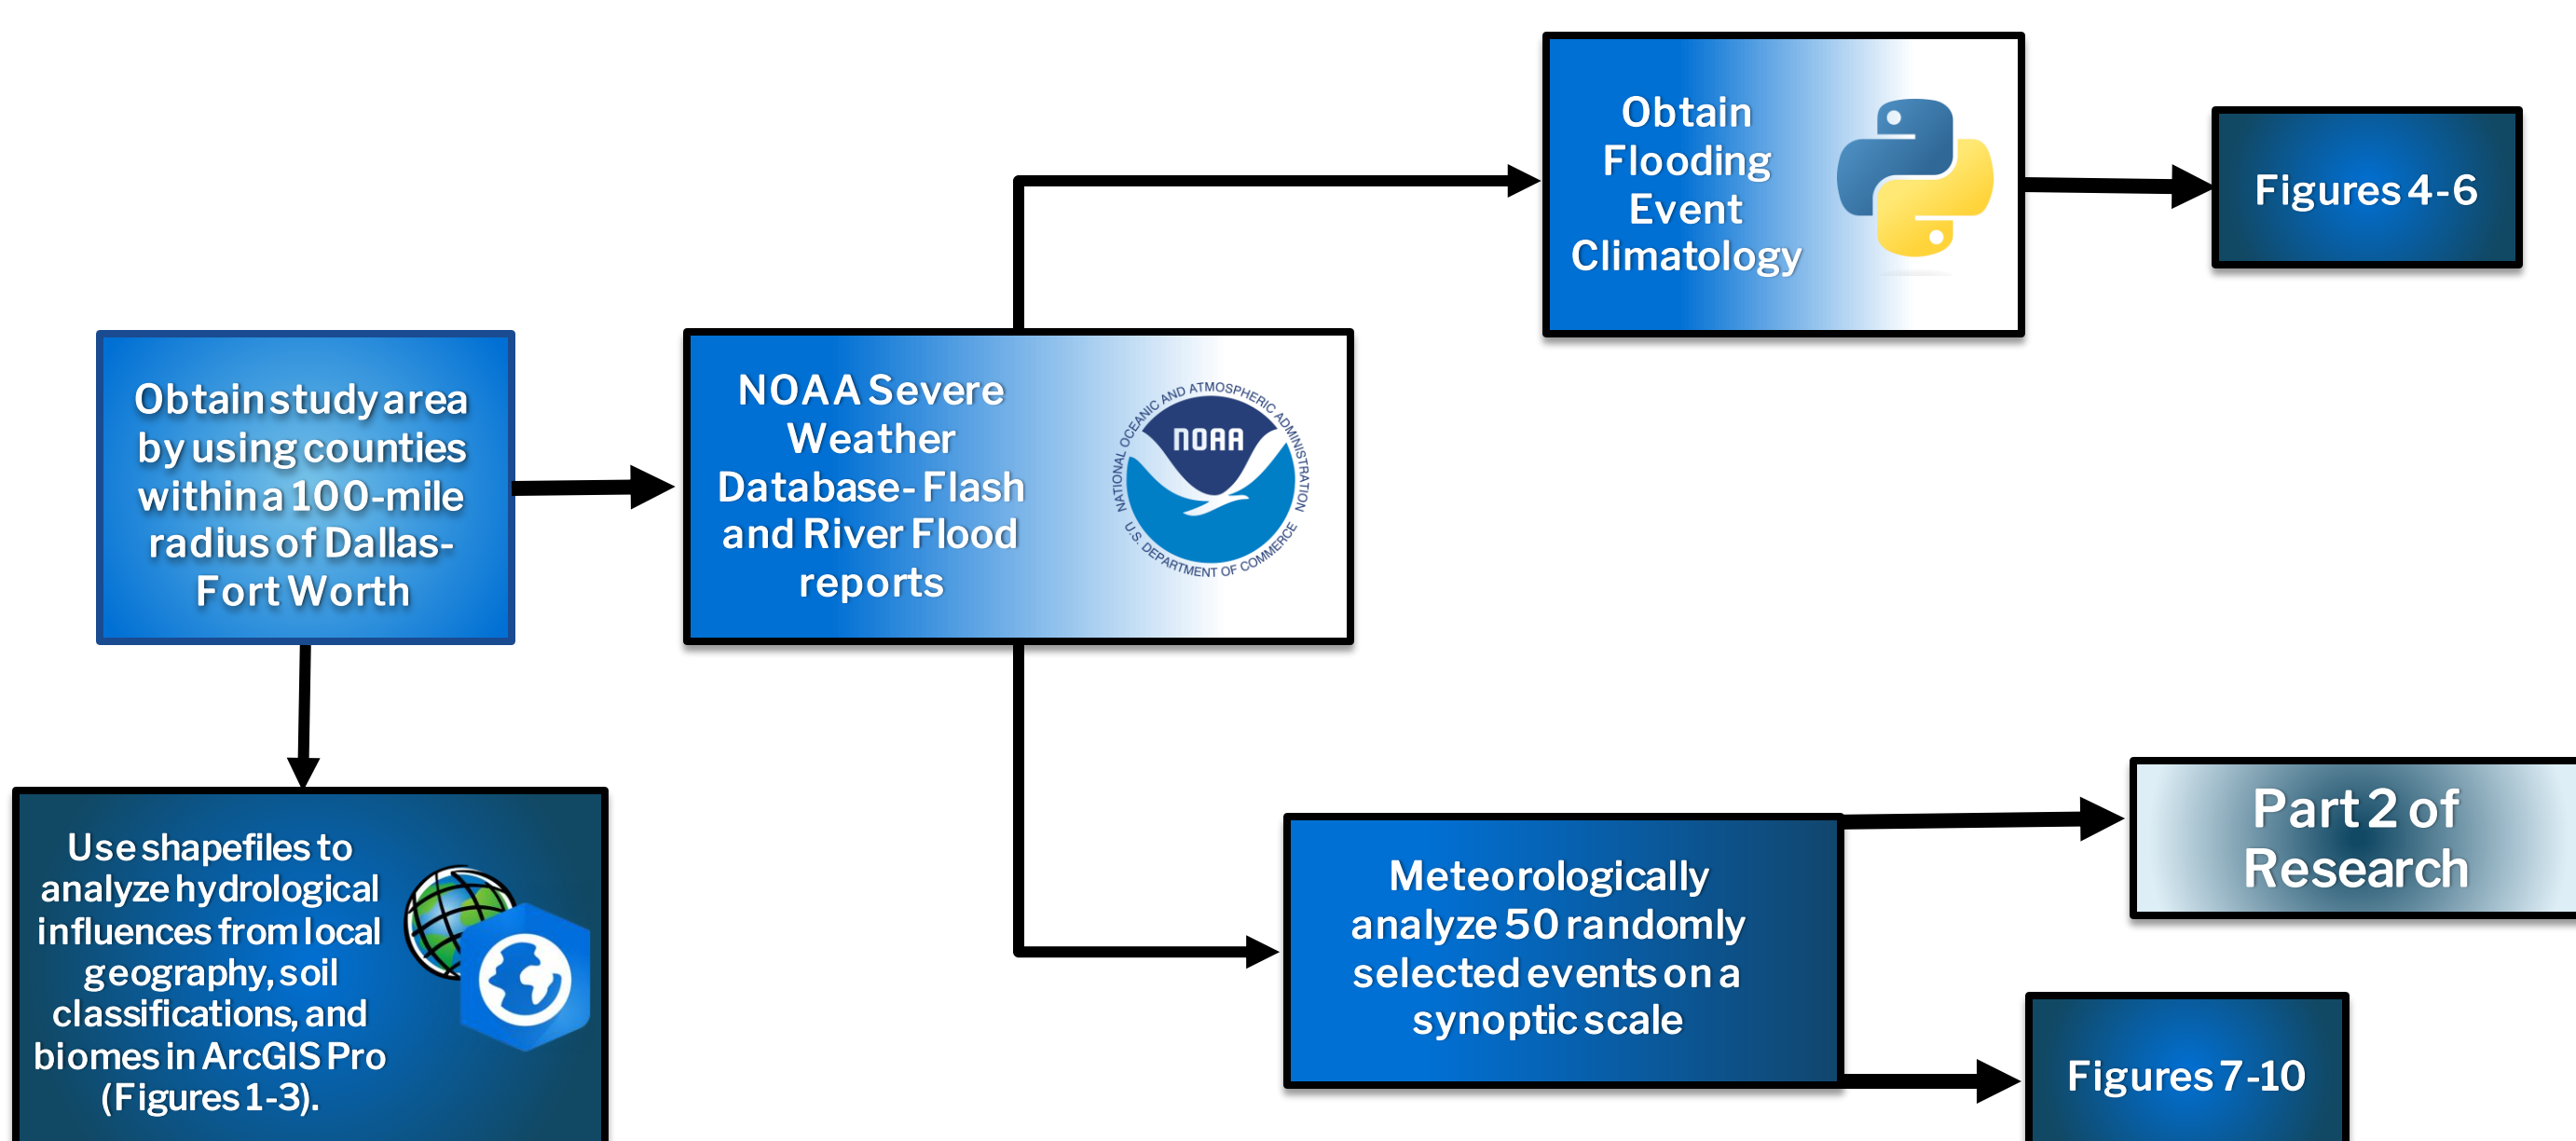 Obtain
Flooding
Event
Climatology
Figures 4-6
Obtain study area
by using counties
within a 100-mile
radius of Dallas-
Fort Worth
NOAA Severe
Weather
Database- Flash
and River Flood
reports
NATIONAL OCEANIC AND ATMOSPHERIC ADMINISTRATION
NOAA
U.S. DEPARTMENT OF COMMERCE
Use shapefiles to
analyze hydrological
influences from local
geography, soil
classifications, and
biomes in ArcGIS Pro
(Figures 1-3).
Meteorologically
analyze 50 randomly
selected events on a
synoptic scale
Part 2 of
Research
Figures 7-10